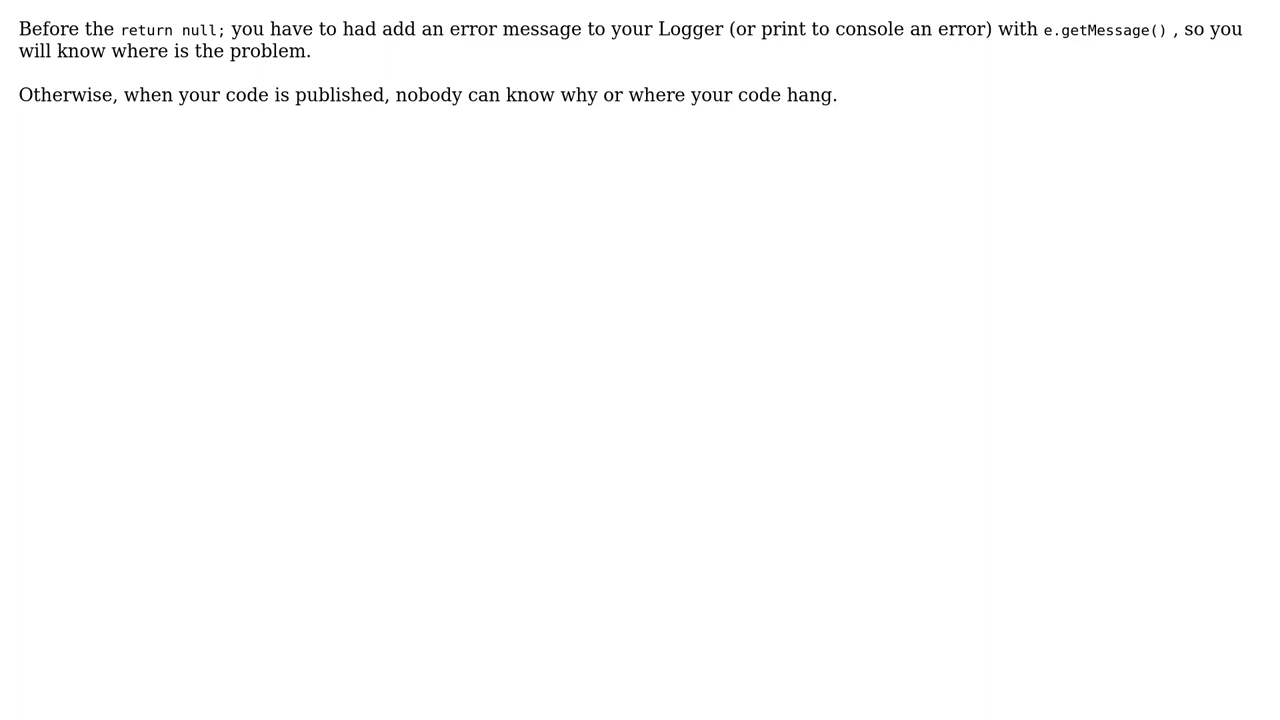 Before the return null; you have to had add an error message to your Logger (or print to console an error) with e.getMessage() , so you
will know where is the problem.
Otherwise, when your code is published, nobody can know why or where your code hang.